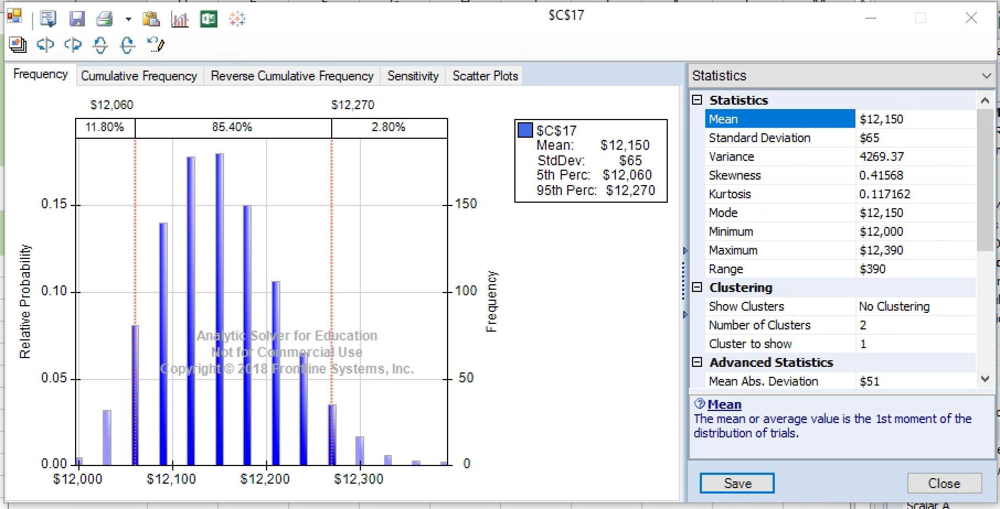 $C$17
Frequency
Cumulative Frequency
Reverse Cumulative Frequency
Sensitivity
Scatter Plots
$12,060
$12,270
11.80%
85.40%
2.80%
$C$17
Mean: $12,150
StdDev: $65
5th Perc: $12,060
95th Perc: $12,270
0.15
0.10
0.05
0.00
Relative Probability
150
100
50
0
Frequency
$12,000
$12,100
$12,200
$12,300
Analytic Solver for Education
Not for Commercial Use
Copyright © 2018 Frontline Systems, Inc.
Statistics
Statistics
Mean $12,150
Standard Deviation $65
Variance 4269.37
Skewness 0.41568
Kurtosis 0.117162
Mode $12,150
Minimum $12,000
Maximum $12,390
Range $390
Clustering
Show Clusters No Clustering
Number of Clusters 2
Cluster to show 1
Advanced Statistics
Mean Abs. Deviation $51
Mean
The mean or average value is the 1st moment of the
distribution of trials.
Save
Close
Scalar A